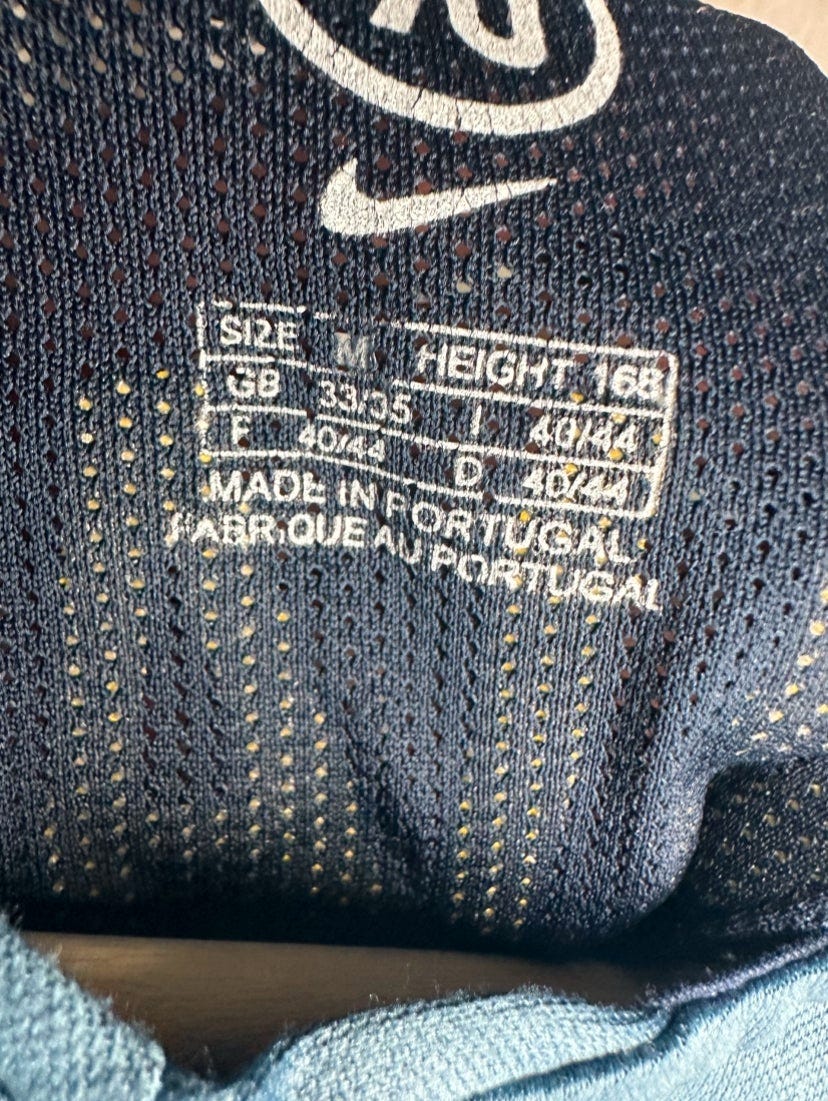 SIZE M HEIGHT 168
GB 33/35 I 40/44
F 40/44 D 40/44
MADE IN PORTUGAL
FABRIQUE AU PORTUGAL